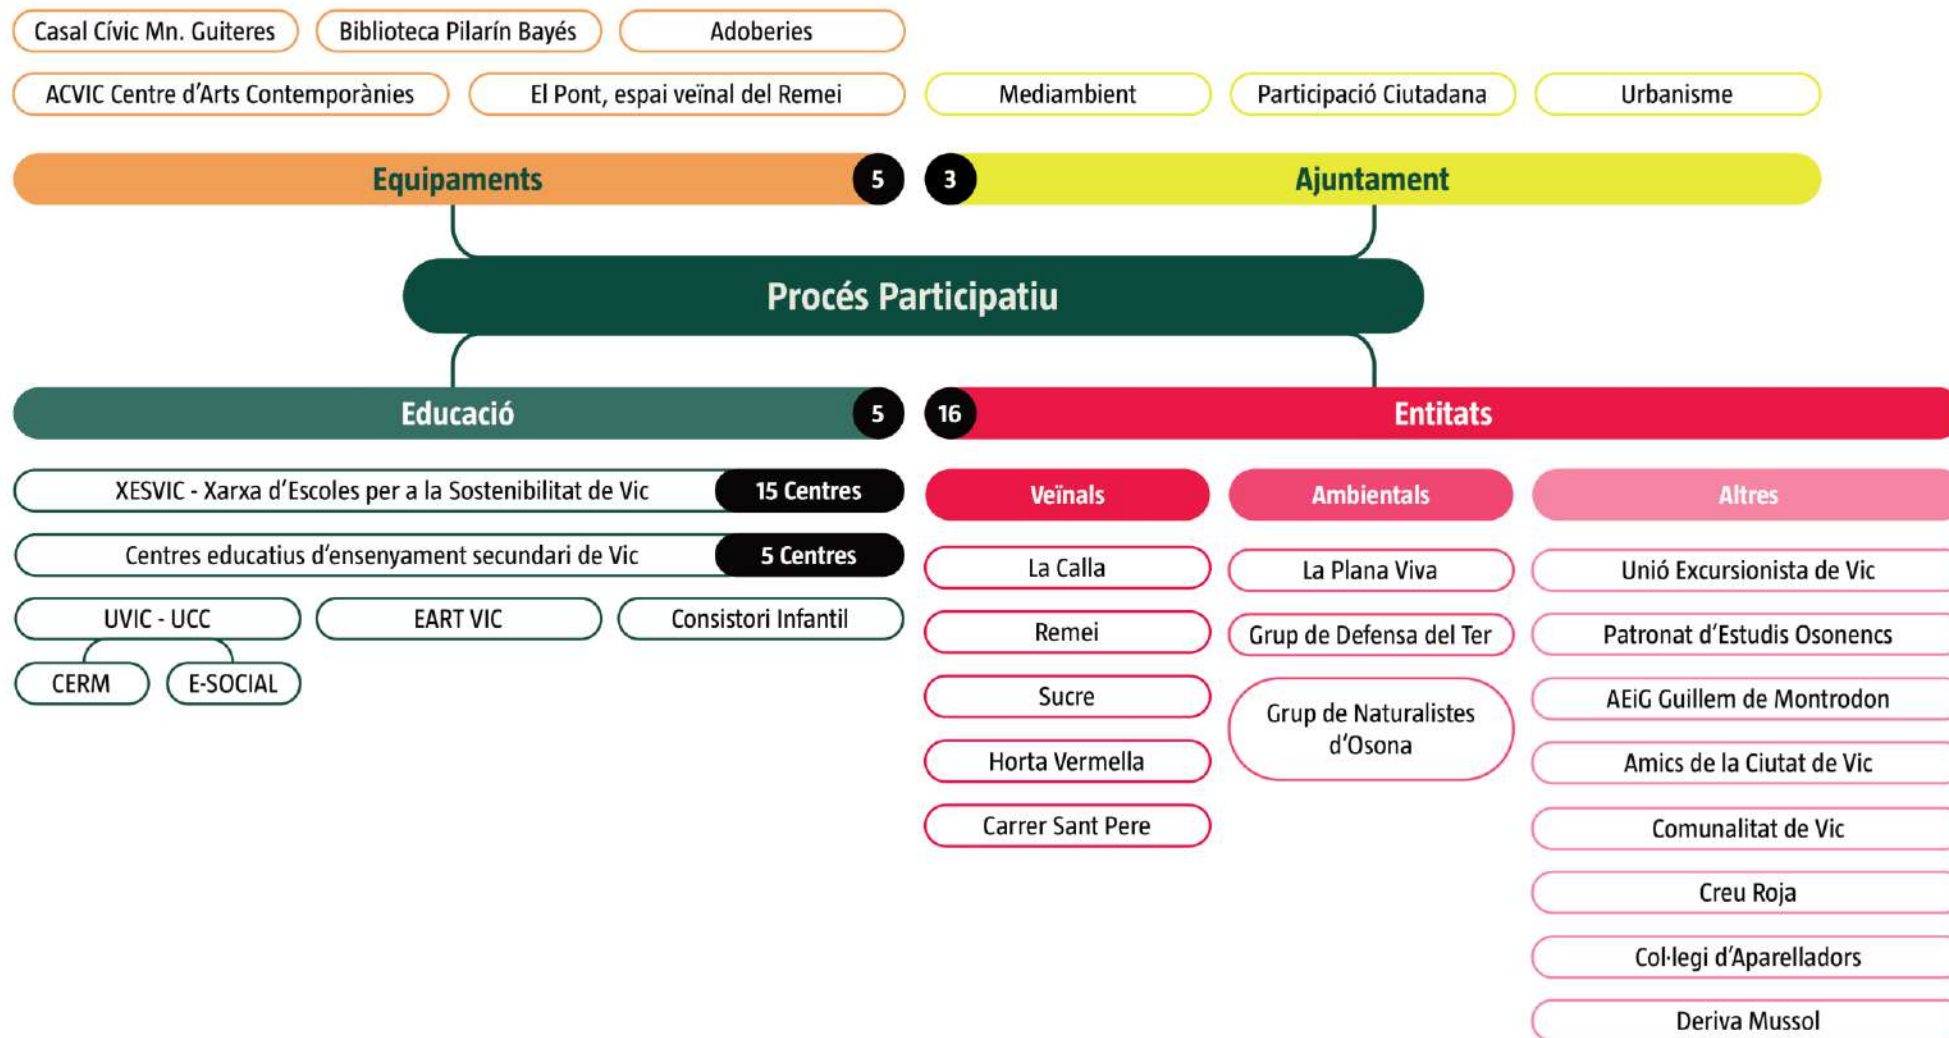 Casal Cívic Mn. Guiteres
Biblioteca Pilarín Bayés
Adoberies
ACVIC Centre d'Arts Contemporànies
El Pont, espai veïnal del Remei
Mediambient
Participació Ciutadana
Urbanisme
Equipaments
5
3
Ajuntament
Procés Participatiu
Educació
5
16
Entitats
XESVIC - Xarxa d'Escoles per a la Sostenibilitat de Vic
15 Centres
Centres educatius d'ensenyament secundari de Vic
5 Centres
UVIC - UCC
EART VIC
Consistori Infantil
CERM
E-SOCIAL
Veïnals
La Calla
Remei
Sucre
Horta Vermella
Carrer Sant Pere
Ambientals
La Plana Viva
Grup de Defensa del Ter
Grup de Naturalistes
d'Osona
Altres
Unió Excursionista de Vic
Patronat d'Estudis Osonencs
AEiG Guillem de Montrodon
Amics de la Ciutat de Vic
Comunalitat de Vic
Creu Roja
Col·legi d'Aparelladors
Deriva Mussol